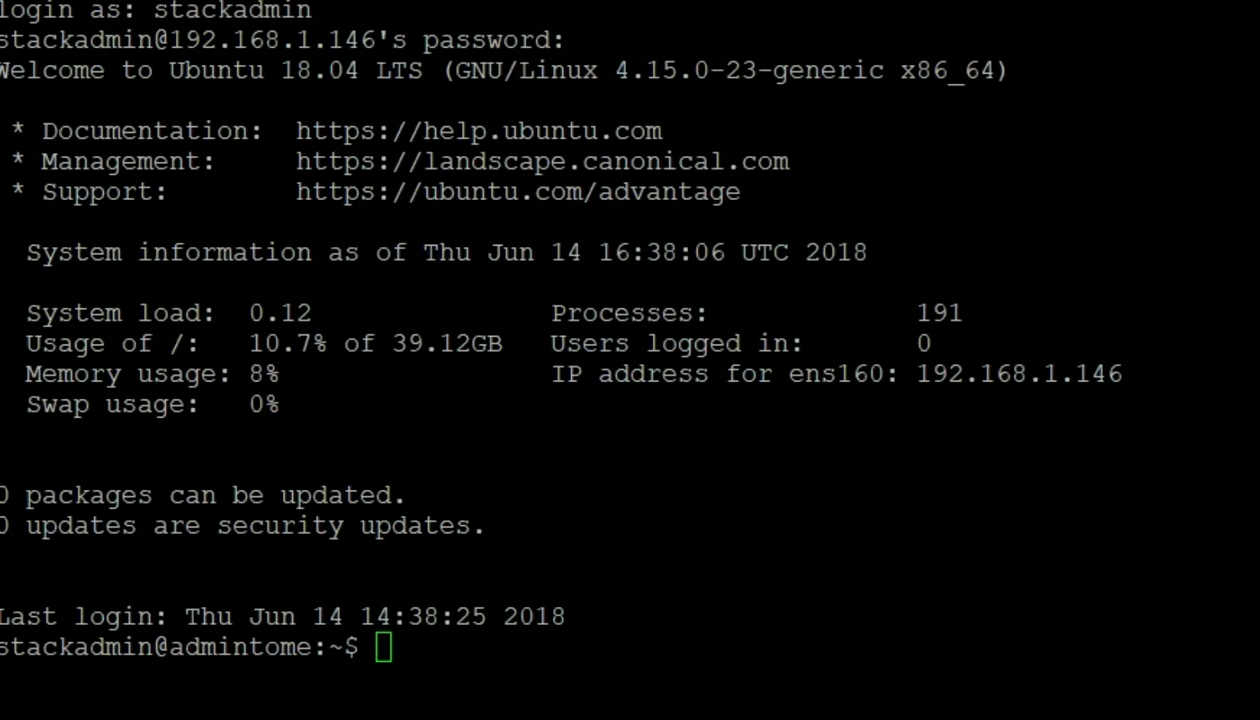 login as: stackadmin
stackadmin@192.168.1.146's password:
Welcome to Ubuntu 18.04 LTS (GNU/Linux 4.15.0-23-generic x86_64)
* Documentation: https://help.ubuntu.com
* Management: https://landscape.canonical.com
* Support: https://ubuntu.com/advantage
System information as of Thu Jun 14 16:38:06 UTC 2018
System load: 0.12 Processes: 191
Usage of /: 10.7% of 39.12GB Users logged in: 0
Memory usage: 8% IP address for ens160: 192.168.1.146
Swap usage: 0%
0 packages can be updated.
0 updates are security updates.
Last login: Thu Jun 14 14:38:25 2018
stackadmin@admintome:~$